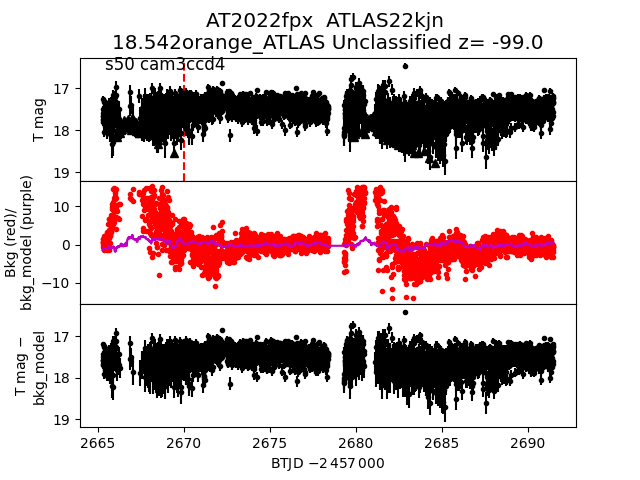 AT2022fpx  ATLAS22kjn
18.542orange_ATLAS Unclassified z= -99.0
s50 cam3ccd4
T mag
17
18
19
Bkg (red)/
bkg_model (purple)
10
0
−10
T mag −
bkg_model
17
18
19
2665
2670
2675
2680
2685
2690
BTJD −2 457 000